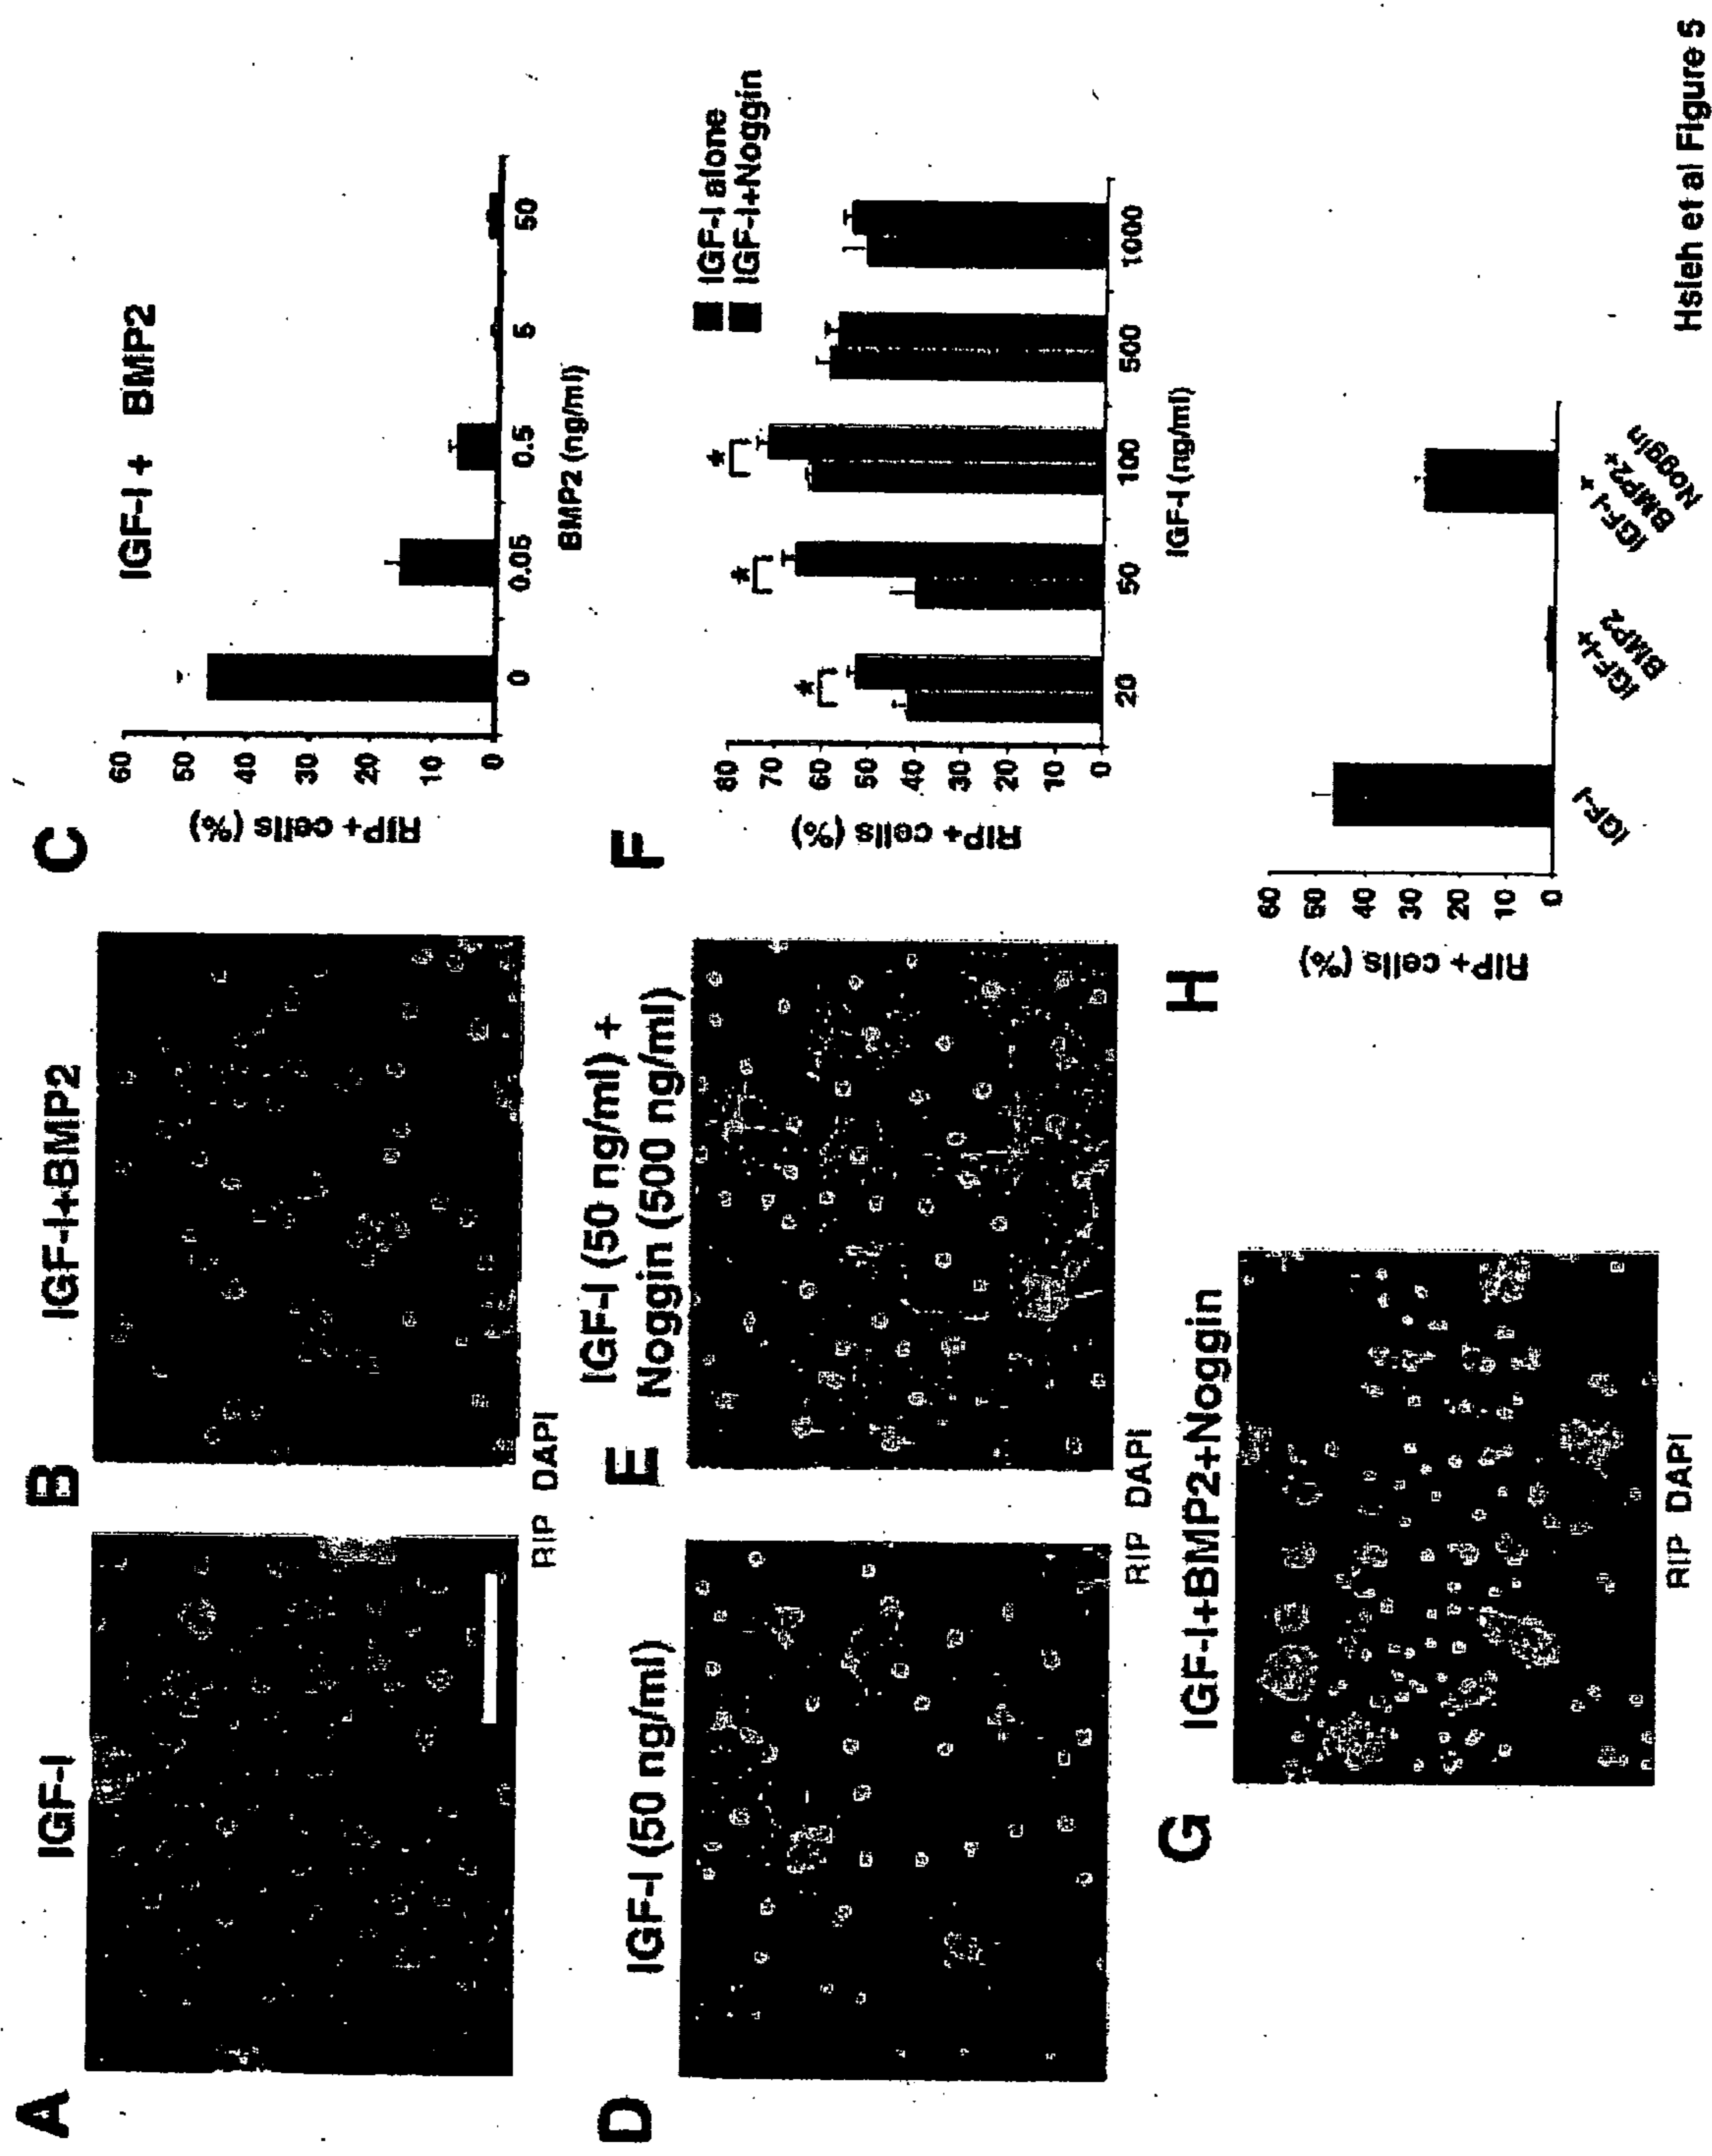 A
IGF-I
B
IGF-I+BMP2
RIP DAPI
C
IGF-I + BMP2
RIP+ cells (%)
60
50
40
30
20
10
0
0
0.05
0.5
5
50
BMP2 (ng/ml)
D
IGF-I (50 ng/ml)
E
IGF-I (50 ng/ml) +
Noggin (500 ng/ml)
RIP DAPI
F
IGF-I alone
IGF-I+Noggin
RIP+ cells (%)
80
70
60
50
40
30
20
10
0
*
*
*
20
50
100
500
1000
IGF-I (ng/ml)
G
IGF-I+BMP2+Noggin
RIP DAPI
H
RIP+ cells (%)
60
50
40
30
20
10
0
IGF-I
IGF-I+
BMP2
IGF-I +
BMP2+
Noggin
Hsieh et al Figure 5